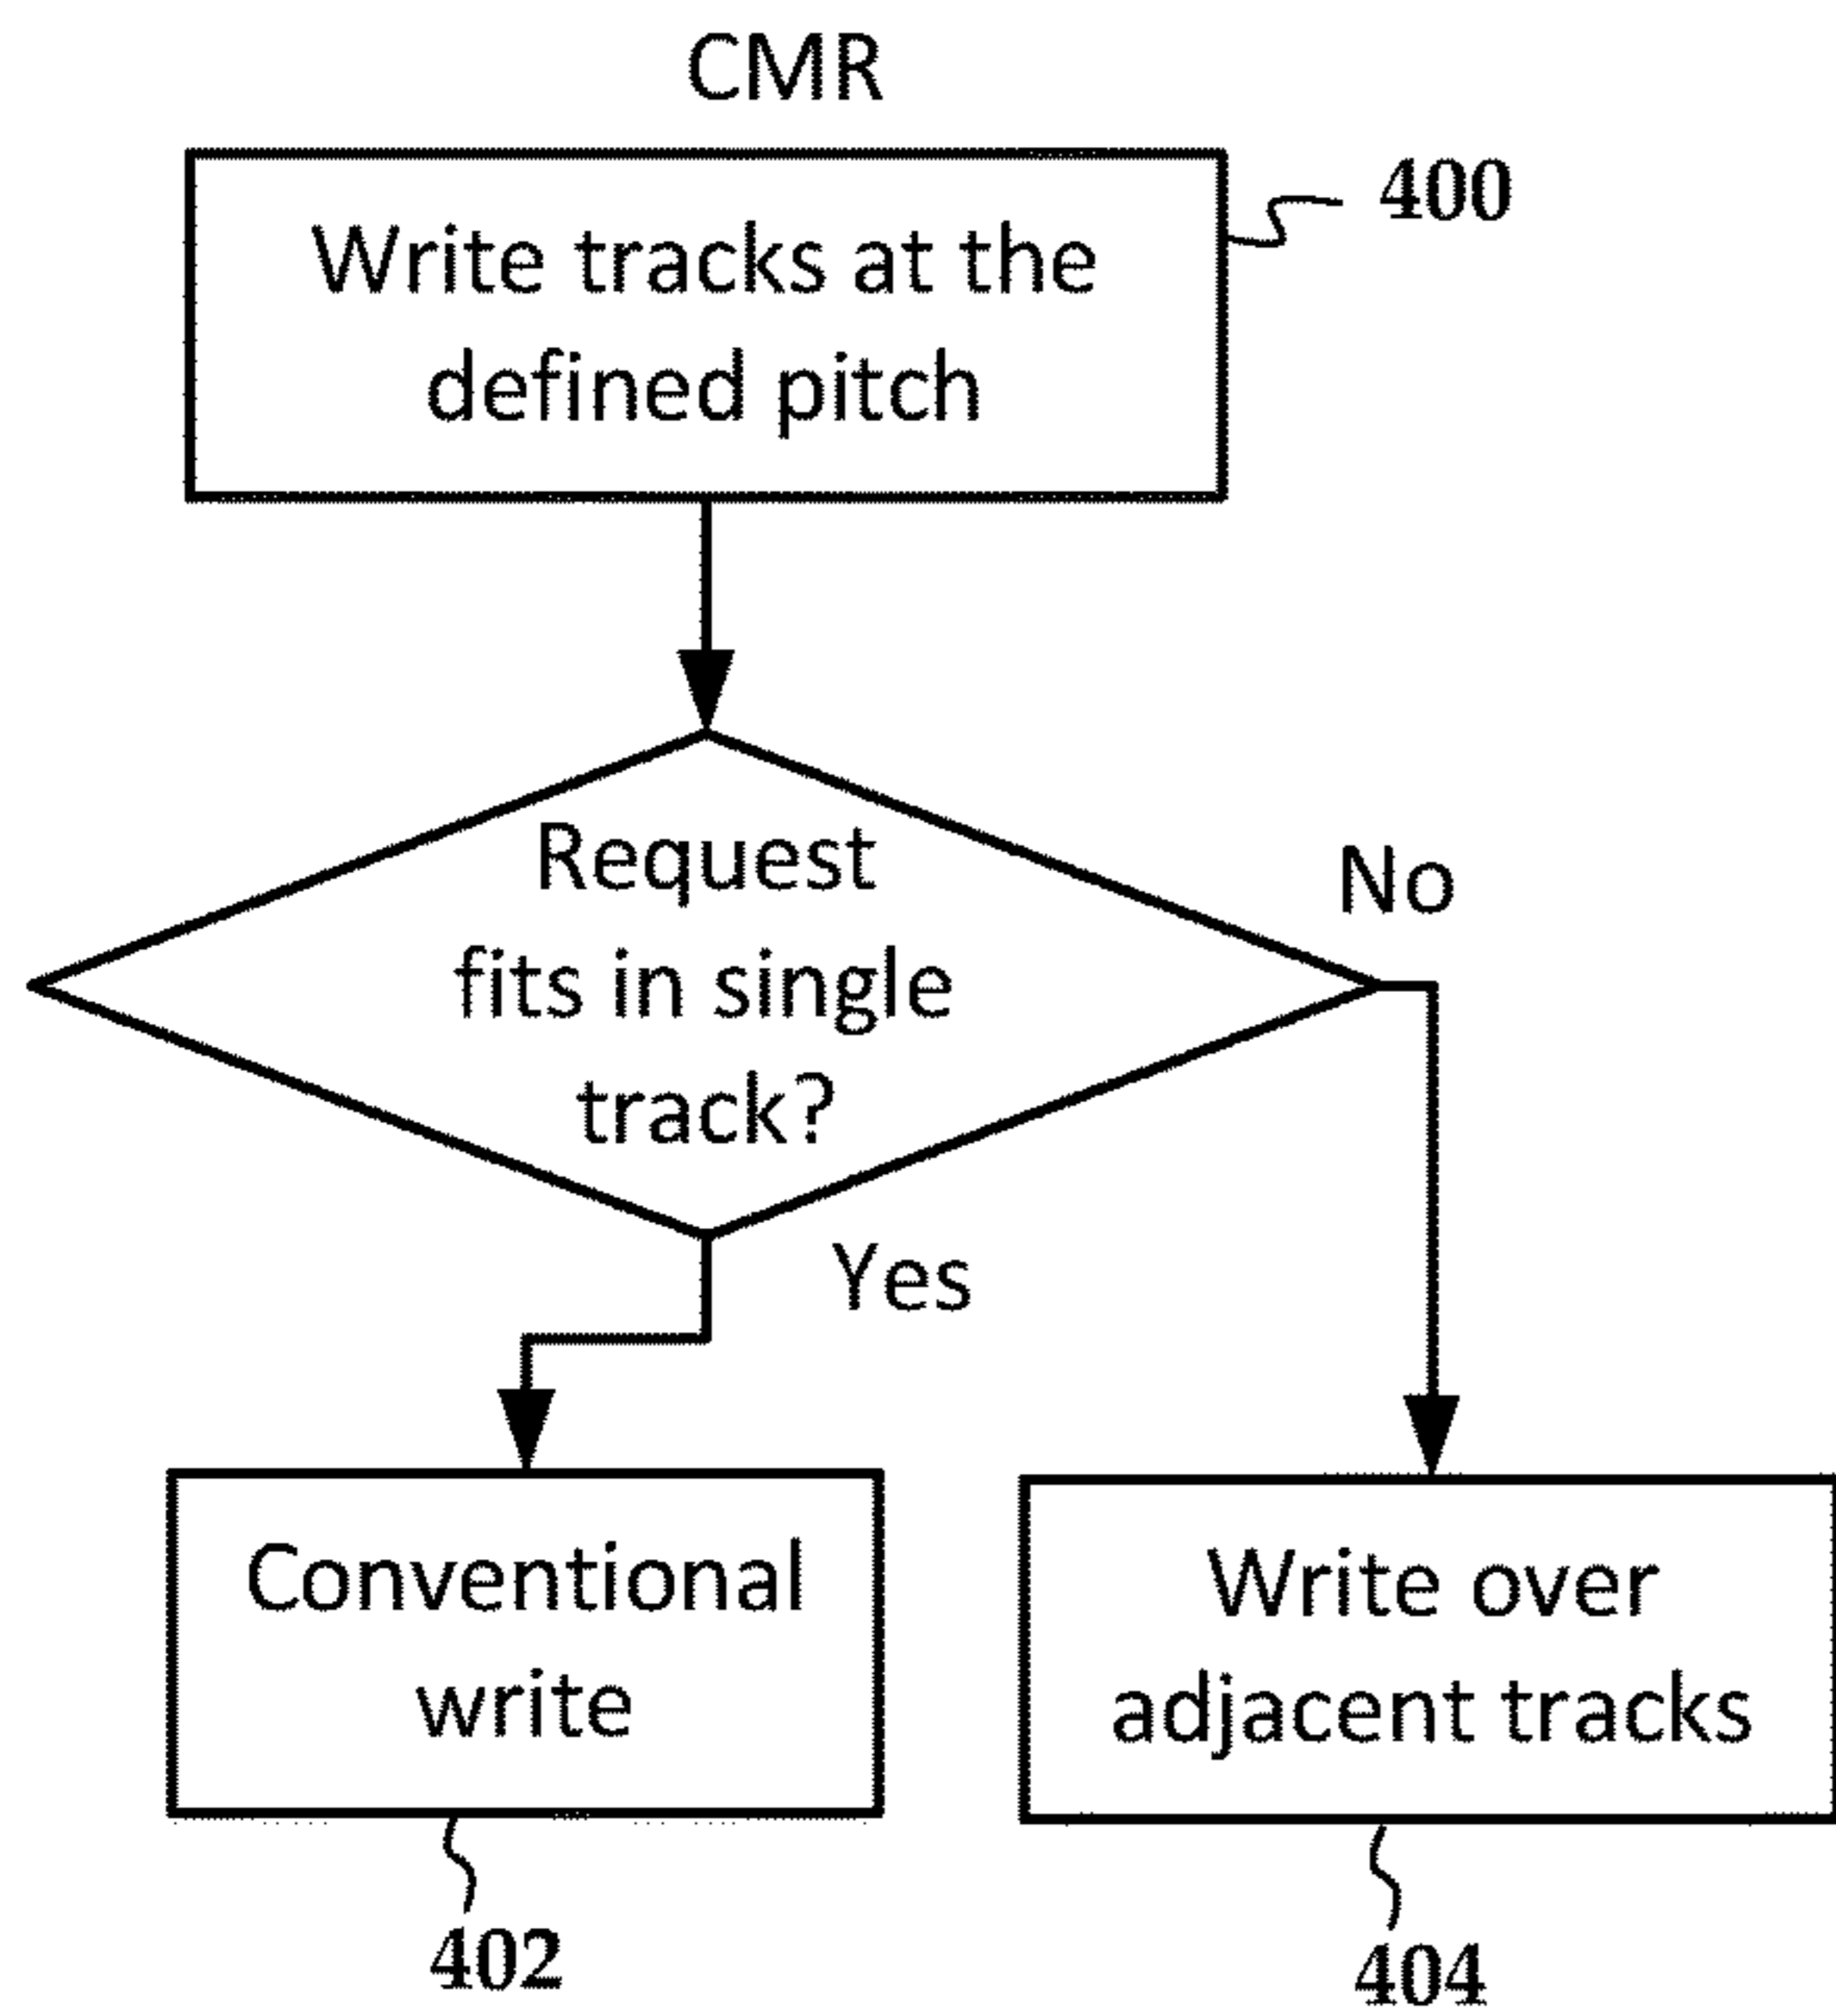 CMR
Write tracks at the
defined pitch
400
Request
fits in single
track?
No
Yes
Conventional
write
Write over
adjacent tracks
402
404